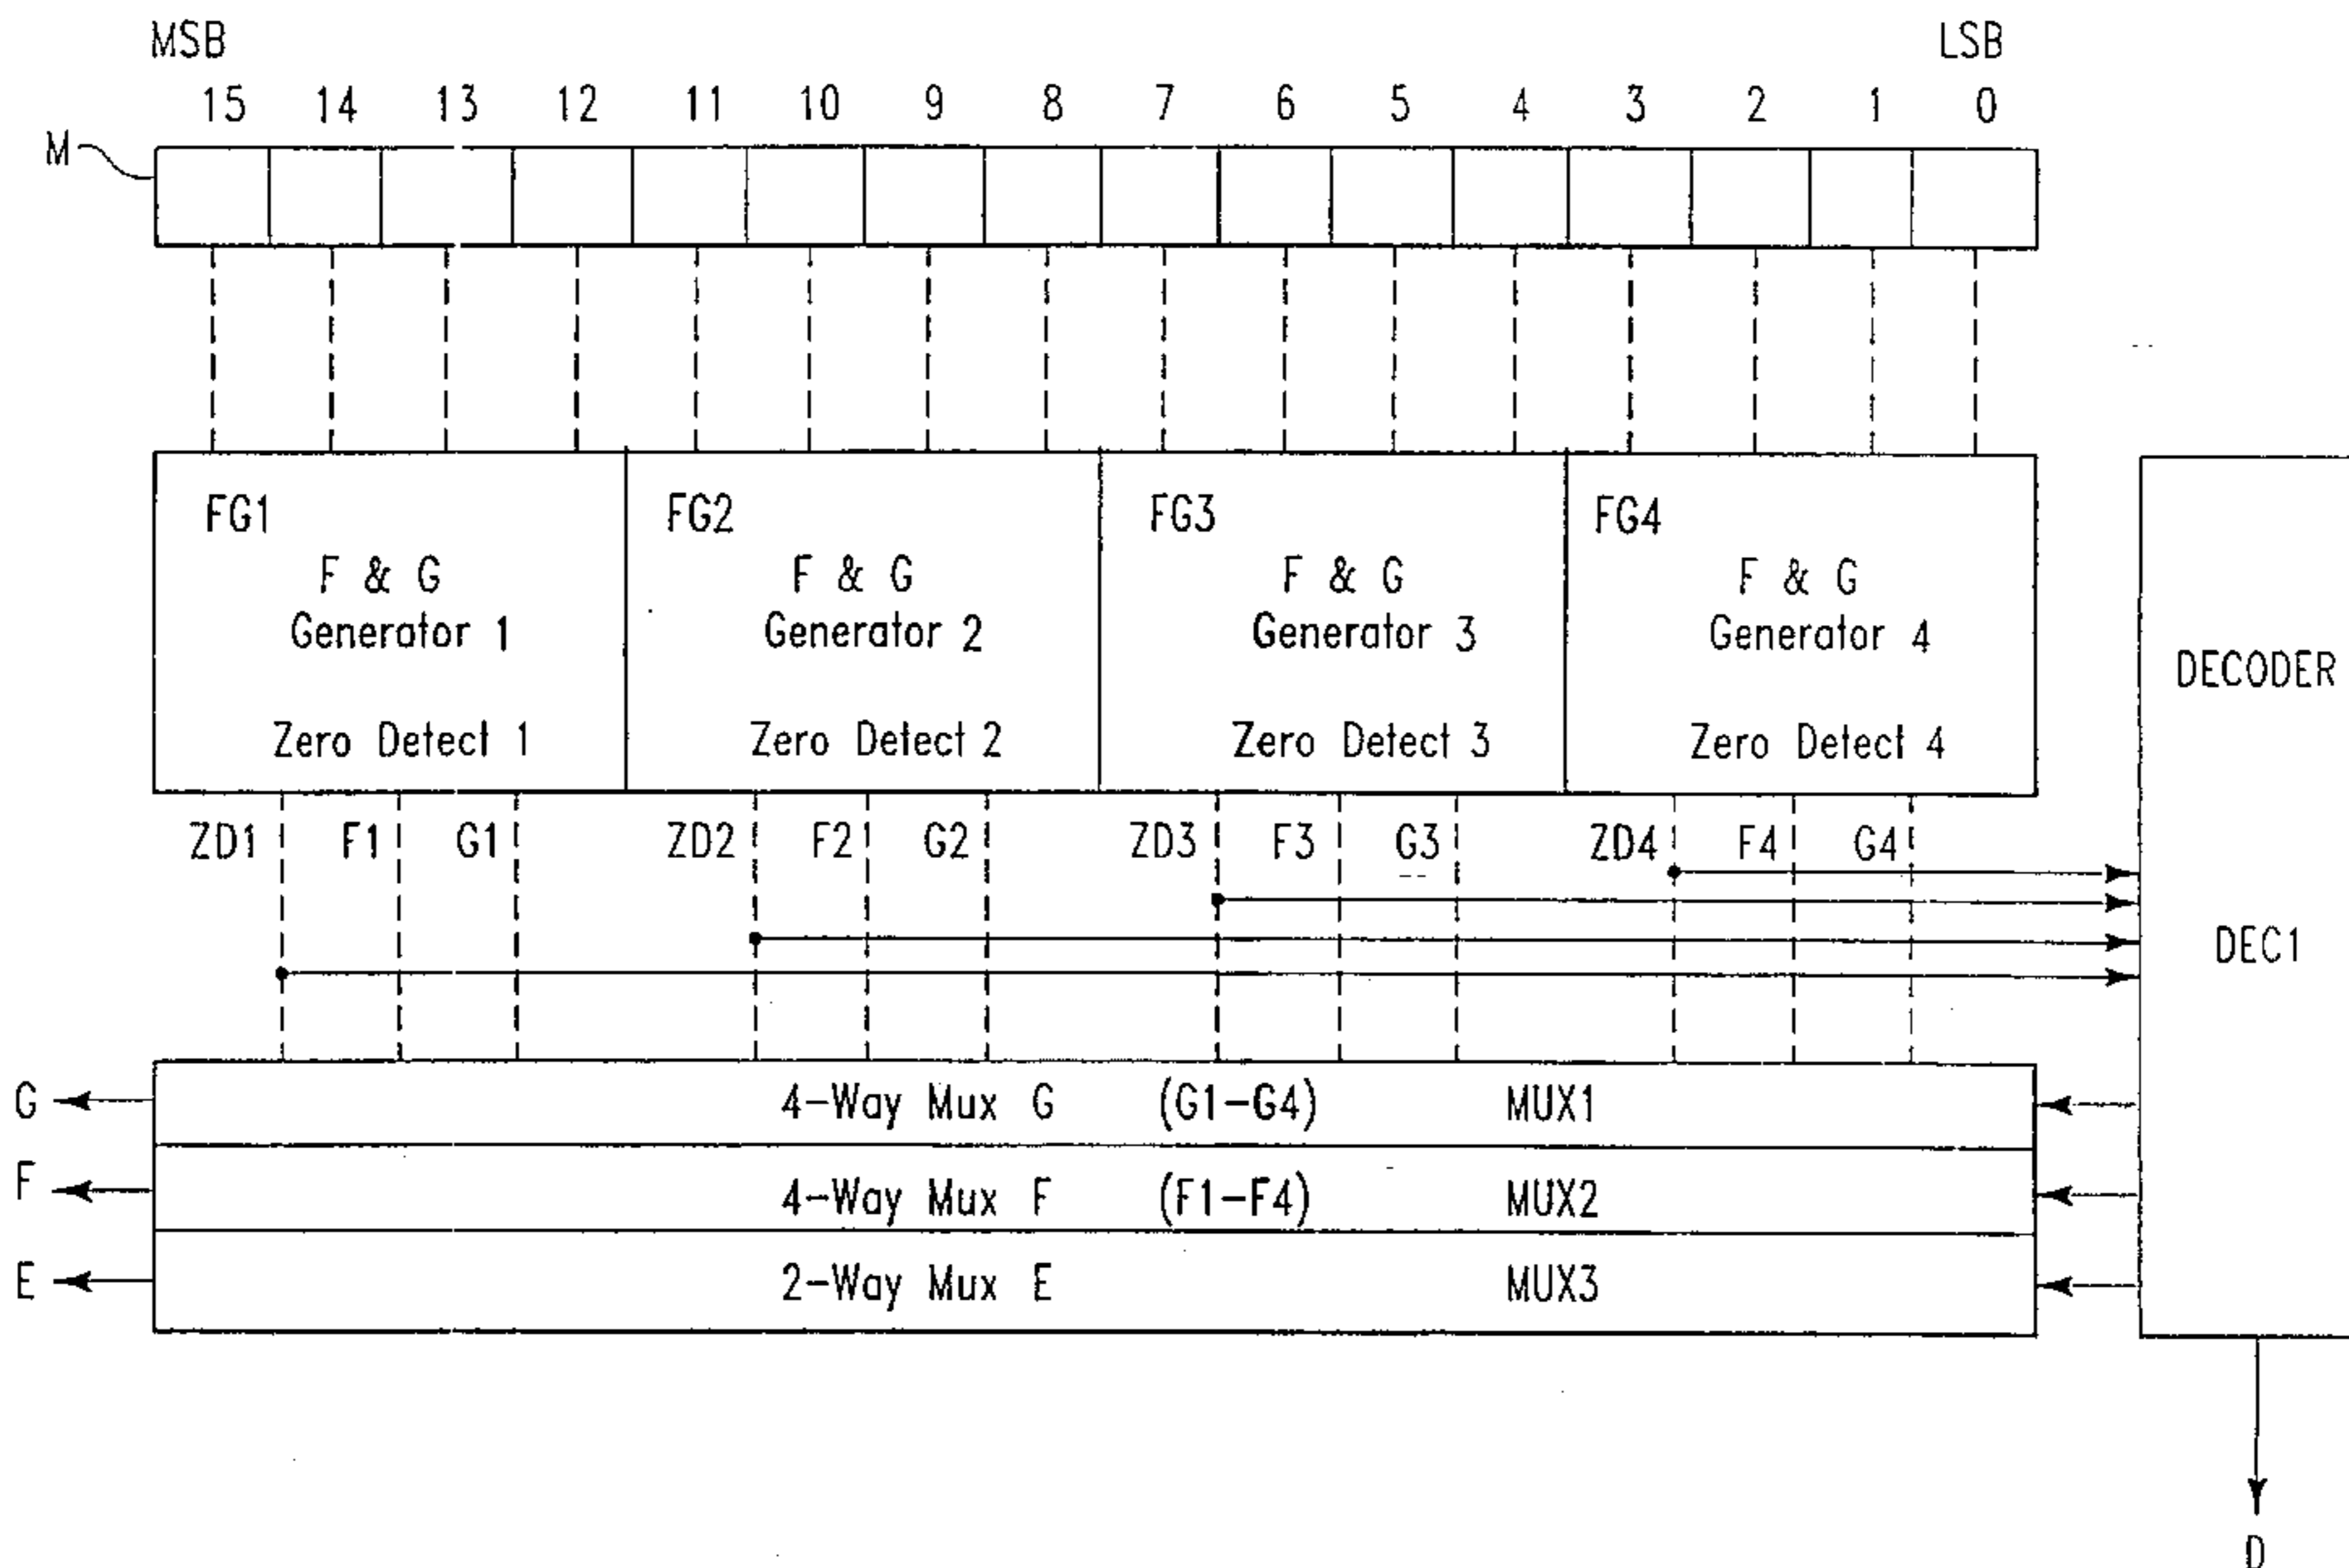 MSB LSB
15 14 13 12 11 10 9 8 7 6 5 4 3 2 1 0
M
FG1 FG2 FG3 FG4
F & G F & G F & G F & G
Generator 1 Generator 2 Generator 3 Generator 4
DECODER
Zero Detect 1 Zero Detect 2 Zero Detect 3 Zero Detect 4
ZD1 F1 G1 ZD2 F2 G2 ZD3 F3 G3 ZD4 F4 G4
DEC1
G 4-Way Mux G (G1-G4) MUX1
F 4-Way Mux F (F1-F4) MUX2
E 2-Way Mux E MUX3
D